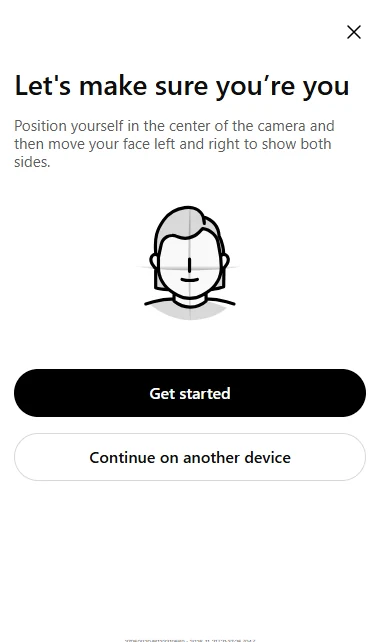 Let's make sure you’re you
Position yourself in the center of the camera and
then move your face left and right to show both
sides.
Get started
Continue on another device